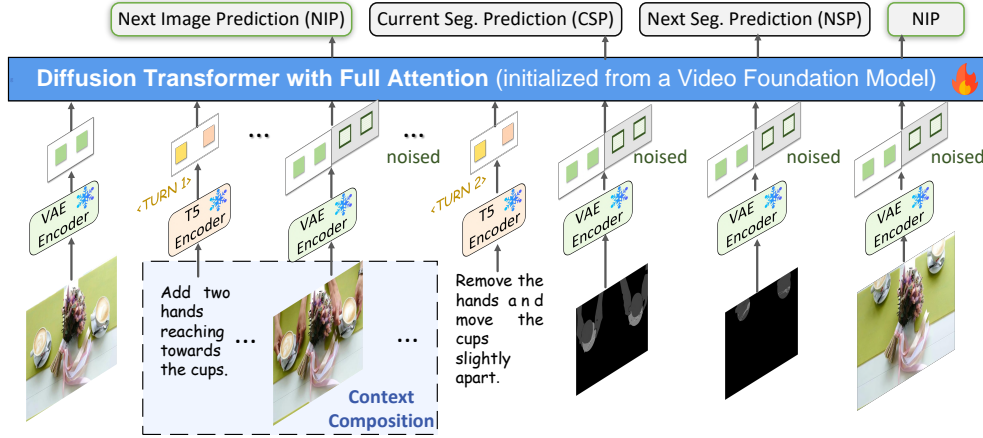 Next Image Prediction (NIP)
Current Seg. Prediction (CSP)
Next Seg. Prediction (NSP)
NIP
Diffusion Transformer with Full Attention (initialized from a Video Foundation Model)
...
...
noised
noised
noised
noised
<TURN 1>
<TURN 2>
VAE
Encoder
T5
Encoder
VAE
Encoder
T5
Encoder
VAE
Encoder
VAE
Encoder
VAE
Encoder
Add two
hands
reaching
towards
the cups.
...
...
Context
Composition
Remove the
hands and
move the
cups
slightly
apart.